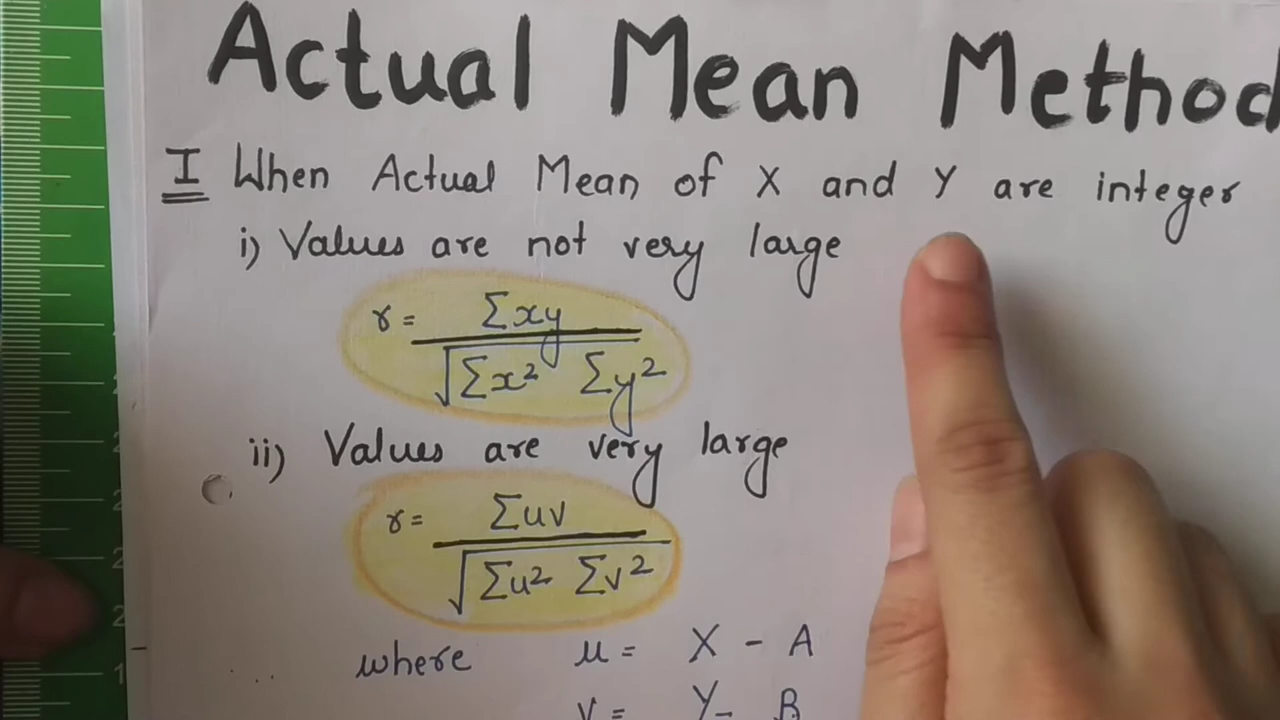 Actual Mean Method
I When Actual Mean of X and Y are integer
i) Values are not very large
r = Σxy
√Σx² Σy²
ii) Values are very large
r = Σuv
√Σu² Σv²
where u = X - A
v = Y - B